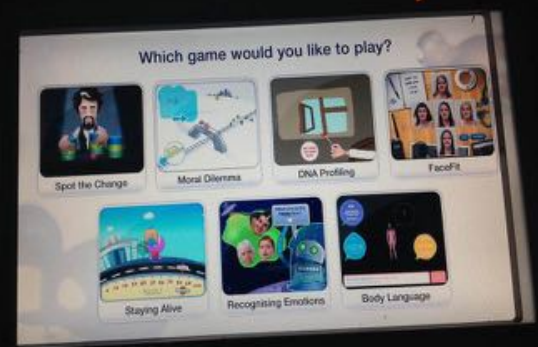 Which game would you like to play?
Spot the Change
Moral Dilemma
DNA Profiling
FaceFit
Staying Alive
Recognising Emotions
Body Language